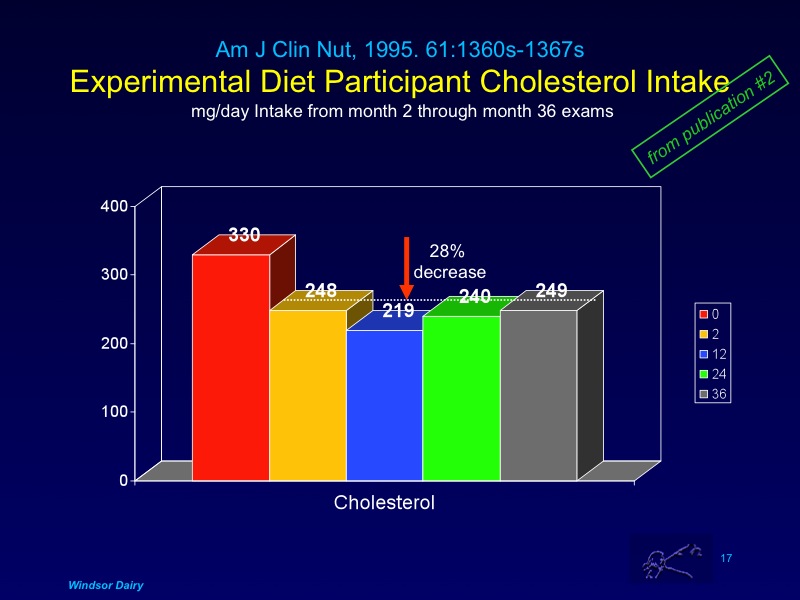 Am J Clin Nut, 1995. 61:1360s-1367s
Experimental Diet Participant Cholesterol Intake
mg/day Intake from month 2 through month 36 exams
from publication #2
400
300
200
100
0
330
248
219
240
249
28%
decrease
0
2
12
24
36
Cholesterol
17
Windsor Dairy